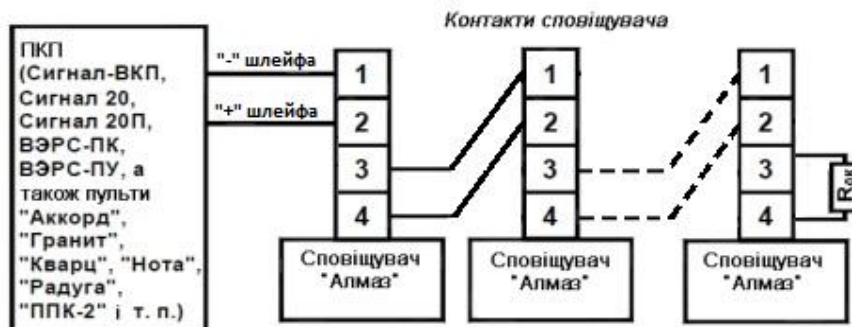 Контакти сповіщувача
ПКП
(Сигнал-ВКП,
Сигнал 20,
Сигнал 20П,
ВЭРС-ПК,
ВЭРС-ПУ, а
також пульти
"Аккорд",
"Гранит",
"Кварц", "Нота",
"Радуга",
"ППК-2" і т. п.)
"-" шлейфа
"+" шлейфа
1
2
3
4
Сповіщувач
"Алмаз"
1
2
3
4
Сповіщувач
"Алмаз"
1
2
3
4
Сповіщувач
"Алмаз"
Rок